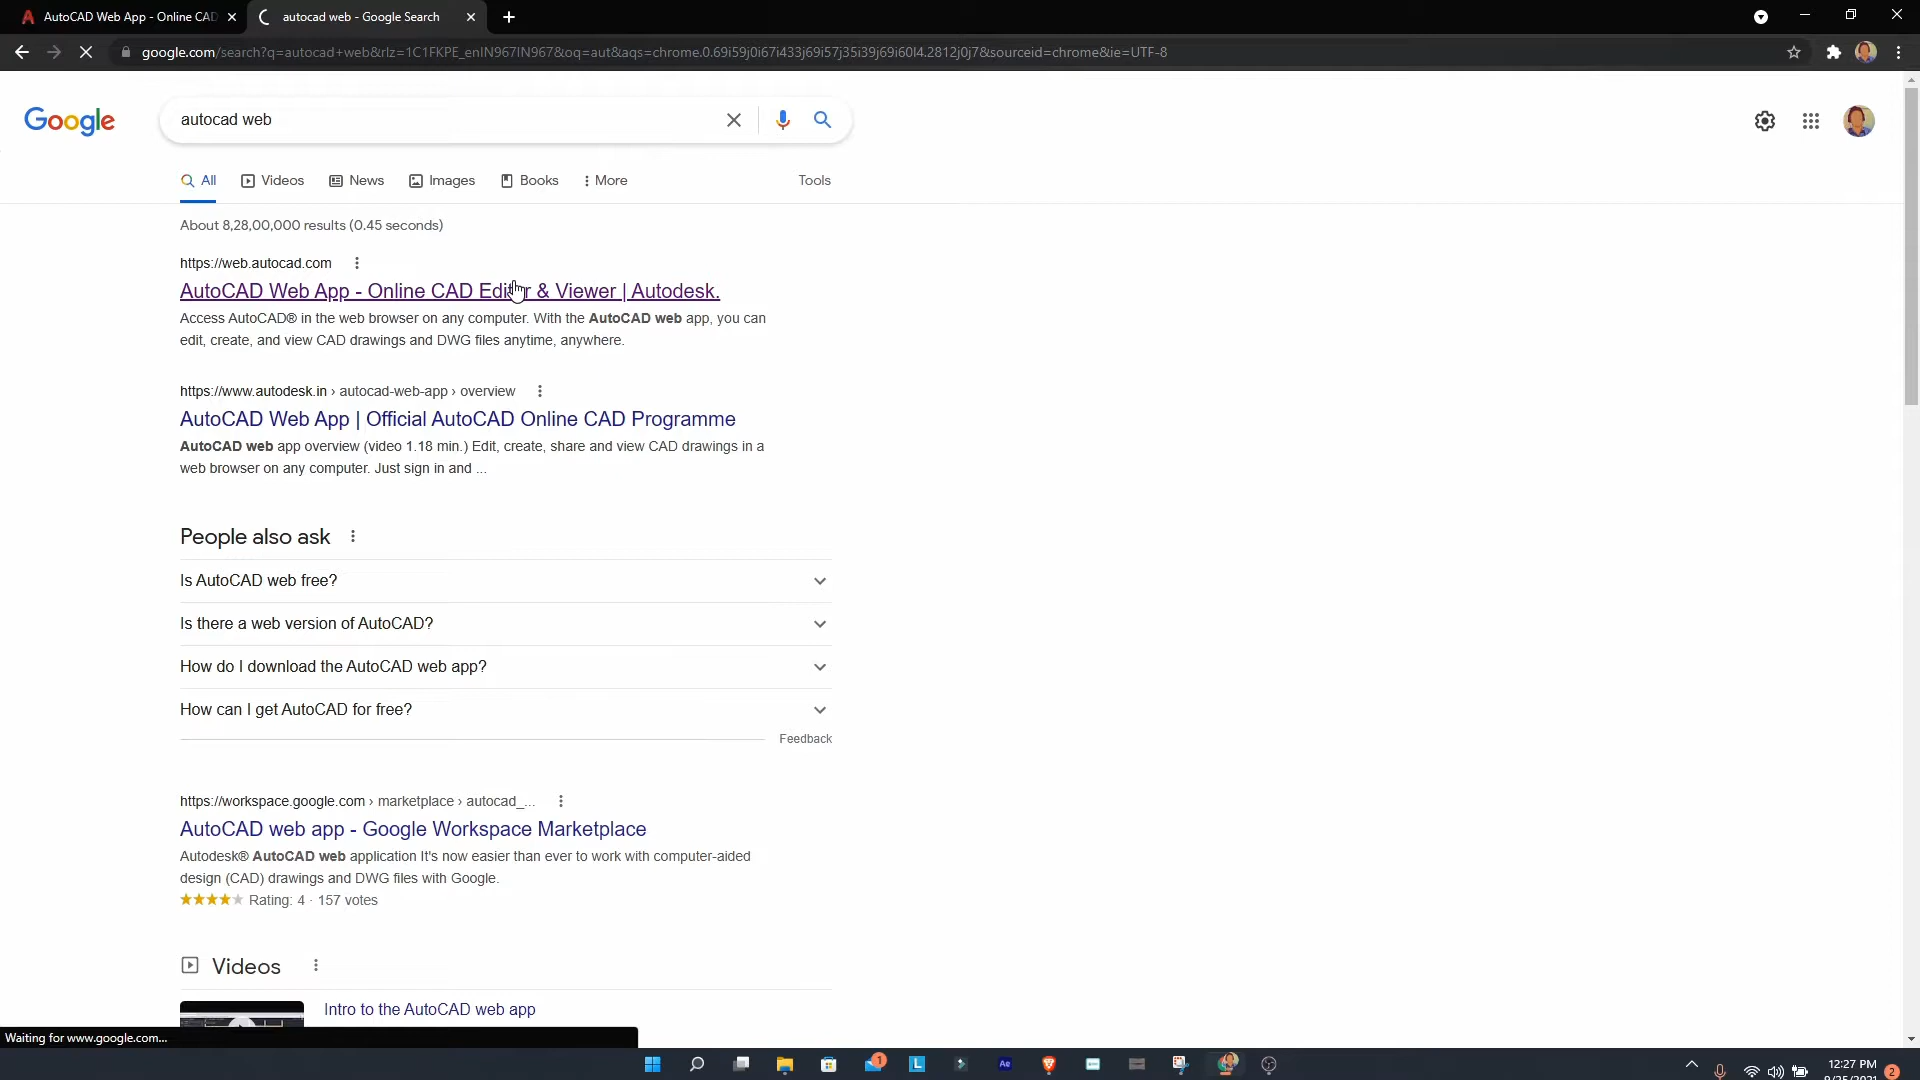 AutoCAD Web App - Online CAD
autocad web - Google Search
google.com/search?q=autocad+web&rlz=1C1FKPE_enIN967IN967&oq=aut&aqs=chrome.0.69i59j0i67i433j69i57j35i39j69i60l4.2812j0j7&sourceid=chrome&ie=UTF-8
Google
autocad web
All
Videos
News
Images
Books
More
Tools
About 8,28,00,000 results (0.45 seconds)
https://web.autocad.com
AutoCAD Web App - Online CAD Editor & Viewer | Autodesk.
Access AutoCAD® in the web browser on any computer. With the AutoCAD web app, you can
edit, create, and view CAD drawings and DWG files anytime, anywhere.
https://www.autodesk.in › autocad-web-app › overview
AutoCAD Web App | Official AutoCAD Online CAD Programme
AutoCAD web app overview (video 1.18 min.) Edit, create, share and view CAD drawings in a
web browser on any computer. Just sign in and ...
People also ask
Is AutoCAD web free?
Is there a web version of AutoCAD?
How do I download the AutoCAD web app?
How can I get AutoCAD for free?
Feedback
https://workspace.google.com › marketplace › autocad_...
AutoCAD web app - Google Workspace Marketplace
Autodesk® AutoCAD web application It's now easier than ever to work with computer-aided
design (CAD) drawings and DWG files with Google.
Rating: 4 · 157 votes
Videos
Intro to the AutoCAD web app
Waiting for www.google.com...
1
L
Ae
12:27 PM
2